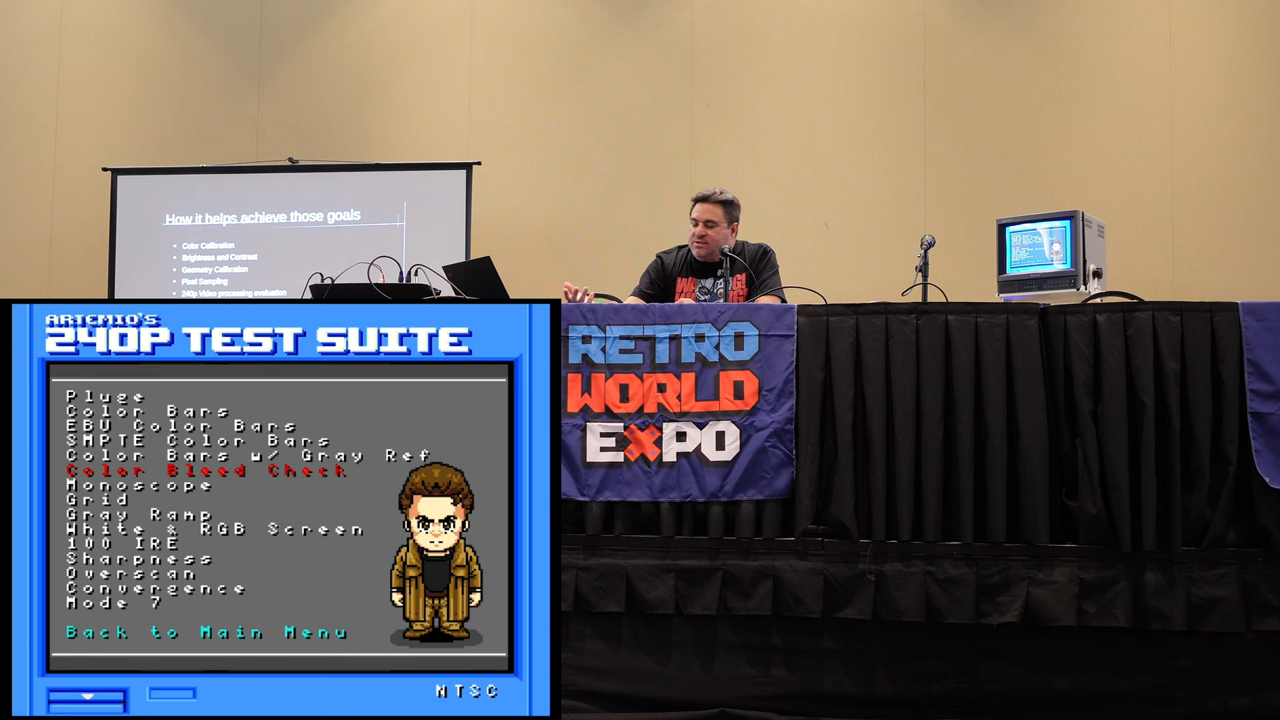 How it helps achieve those goals
• Color Calibration
• Brightness and Contrast
• Geometry Calibration
• Pixel Sampling
• 240p Video processing evaluation
RETRO
WORLD
EXPO
ARTEMIO'S
240P TEST SUITE
Pluge
Color Bars
EBU Color Bars
SMPTE Color Bars
Color Bars w/ Gray Ref
Color Bleed Check
Monoscope
Grid
Gray Ramp
White & RGB Screen
100 IRE
Sharpness
Overscan
Convergence
Mode 7
Back to Main Menu
NTSC